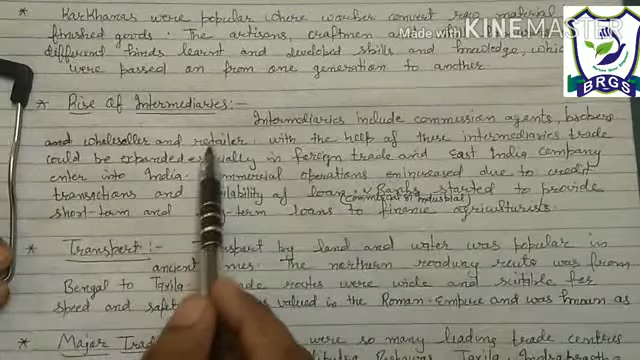 * Karkhanas were popular where worker convert raw material
finished goods. The artisans, craftmen and
different kinds learnt and developed skills and knowledge, which
were passed on from one generation to another.
Made with KINEMASTER
BRGS
* Rise of Intermediaries:-
Intermediaries include commission agents, brokers
and wholeseller and retailer. with the help of these intermediaries trade
could be expanded especially in foreign trade and East India Company
enter into India. Commercial operations
due to credit
transactions and availability of loan. Banks started to provide
(commercial & Industrial)
short-term and -term loans to finance agriculturists.
* Transport:- Transport by land and water was popular in
ancient times. The northern roadway route was from
Bengal to Taxila. Trade routes were wide and suitable for
speed and safety. valued in the Roman Empire and was known as
* Major Trad were so many leading trade centres
Taxila, Indraprastha